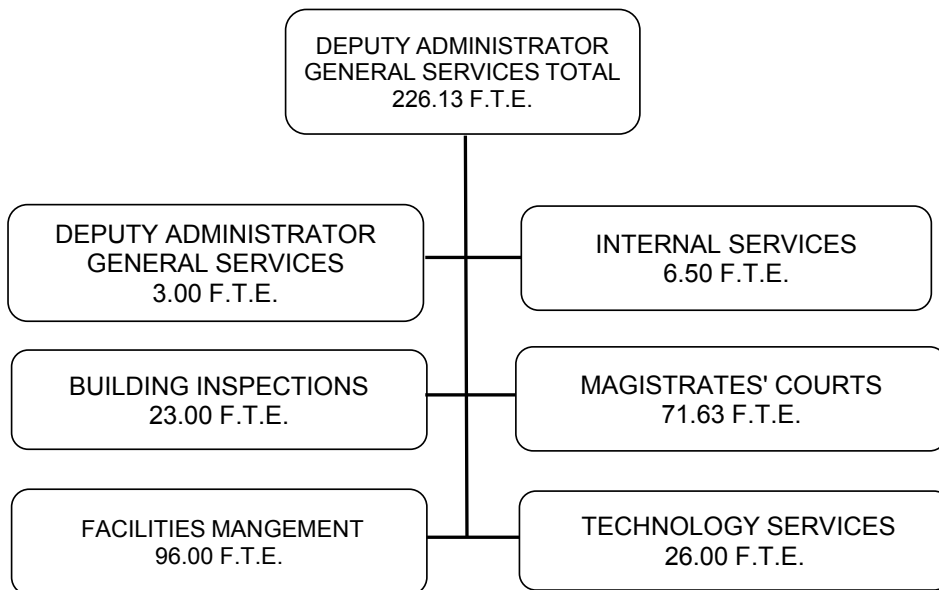 DEPUTY ADMINISTRATOR
GENERAL SERVICES TOTAL
226.13 F.T.E.
DEPUTY ADMINISTRATOR
GENERAL SERVICES
3.00 F.T.E.
INTERNAL SERVICES
6.50 F.T.E.
BUILDING INSPECTIONS
23.00 F.T.E.
MAGISTRATES' COURTS
71.63 F.T.E.
FACILITIES MANGEMENT
96.00 F.T.E.
TECHNOLOGY SERVICES
26.00 F.T.E.